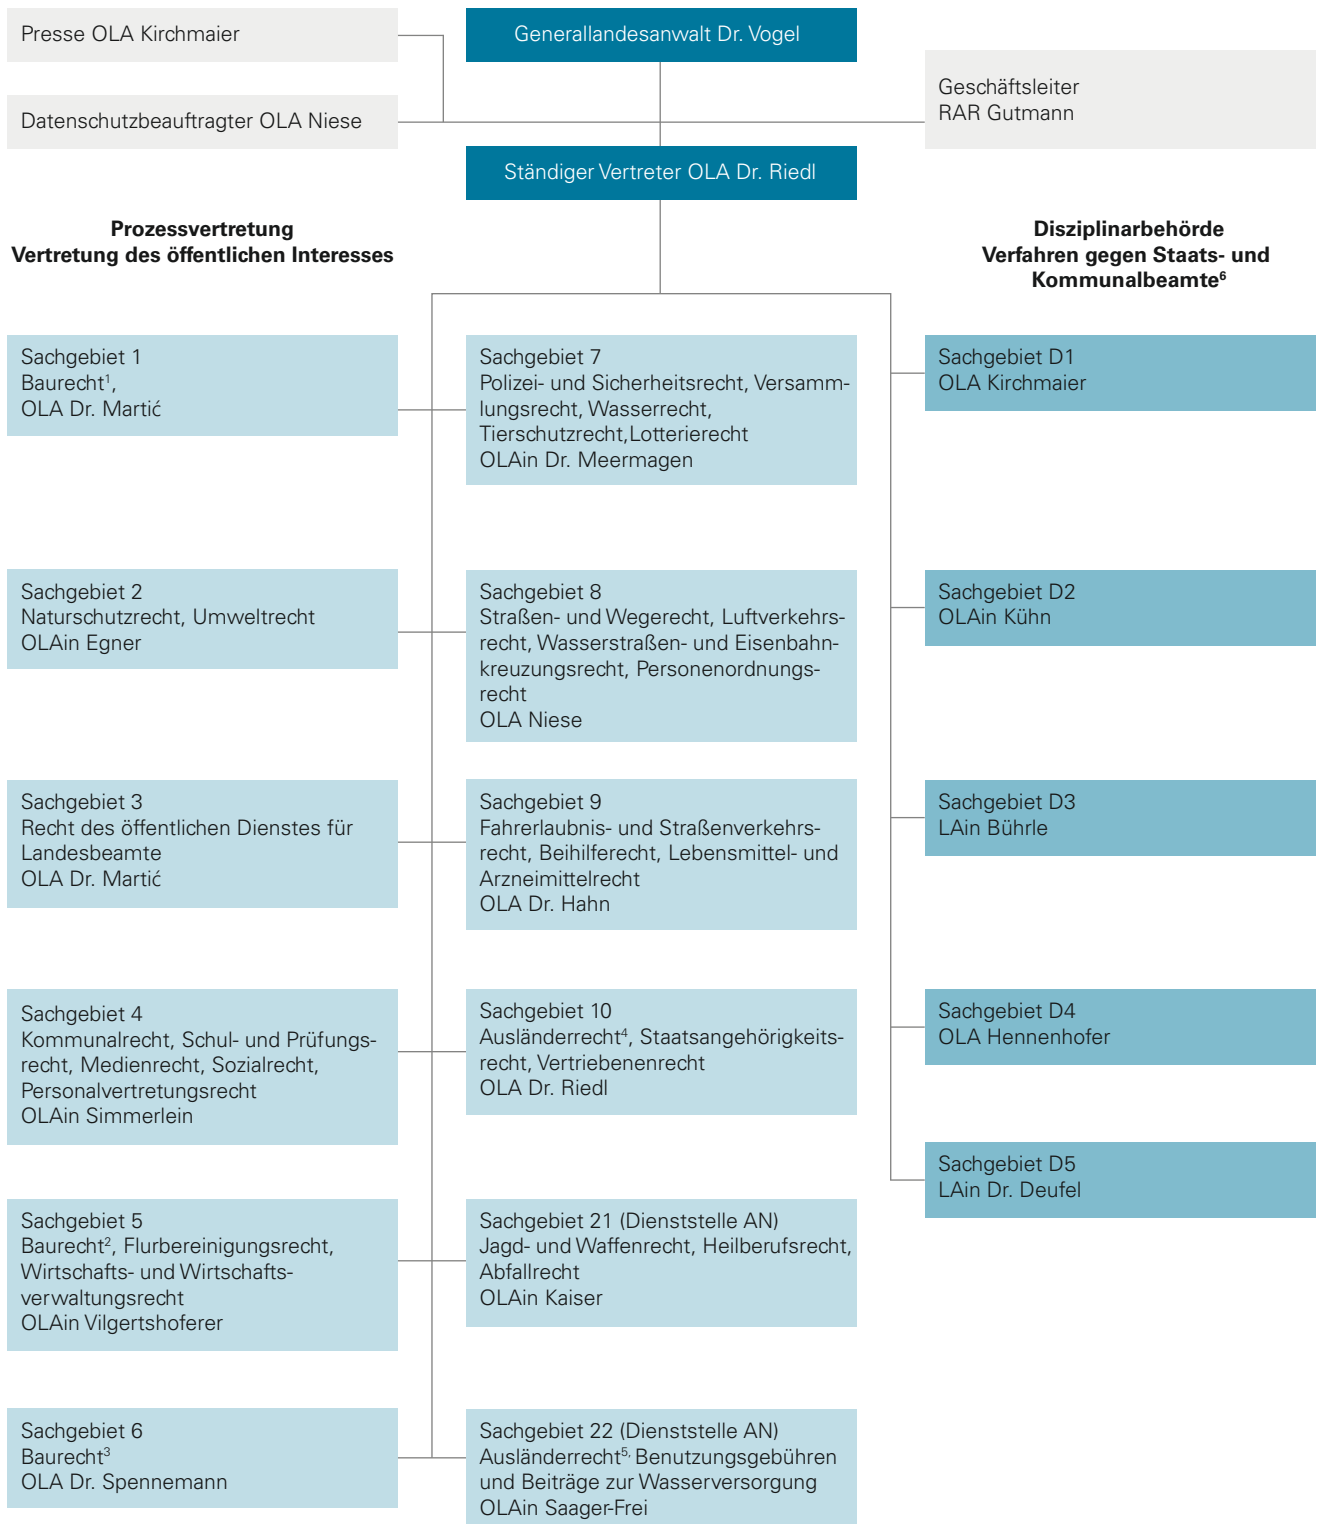 Presse OLA Kirchmaier
Generallandesanwalt Dr. Vogel
Geschäftsleiter
RAR Gutmann
Datenschutzbeauftragter OLA Niese
Ständiger Vertreter OLA Dr. Riedl
Prozessvertretung
Vertretung des öffentlichen Interesses
Disziplinarbehörde
Verfahren gegen Staats- und
Kommunalbeamte⁶
Sachgebiet 1
Baurecht¹,
OLA Dr. Martić
Sachgebiet 7
Polizei- und Sicherheitsrecht, Versamm-
lungsrecht, Wasserrecht,
Tierschutzrecht,Lotterierecht
OLAin Dr. Meermagen
Sachgebiet D1
OLA Kirchmaier
Sachgebiet 2
Naturschutzrecht, Umweltrecht
OLAin Egner
Sachgebiet 8
Straßen- und Wegerecht, Luftverkehrs-
recht, Wasserstraßen- und Eisenbahn-
kreuzungsrecht, Personenordnungs-
recht
OLA Niese
Sachgebiet D2
OLAin Kühn
Sachgebiet 3
Recht des öffentlichen Dienstes für
Landesbeamte
OLA Dr. Martić
Sachgebiet 9
Fahrerlaubnis- und Straßenverkehrs-
recht, Beihilferecht, Lebensmittel- und
Arzneimittelrecht
OLA Dr. Hahn
Sachgebiet D3
LAin Bührle
Sachgebiet 4
Kommunalrecht, Schul- und Prüfungs-
recht, Medienrecht, Sozialrecht,
Personalvertretungsrecht
OLAin Simmerlein
Sachgebiet 10
Ausländerrecht⁴, Staatsangehörigkeits-
recht, Vertriebenenrecht
OLA Dr. Riedl
Sachgebiet D4
OLA Hennenhofer
Sachgebiet D5
LAin Dr. Deufel
Sachgebiet 5
Baurecht², Flurbereinigungsrecht,
Wirtschafts- und Wirtschafts-
verwaltungsrecht
OLAin Vilgertshoferer
Sachgebiet 21 (Dienststelle AN)
Jagd- und Waffenrecht, Heilberufsrecht,
Abfallrecht
OLAin Kaiser
Sachgebiet 6
Baurecht³
OLA Dr. Spennemann
Sachgebiet 22 (Dienststelle AN)
Ausländerrecht⁵, Benutzungsgebühren
und Beiträge zur Wasserversorgung
OLAin Saager-Frei